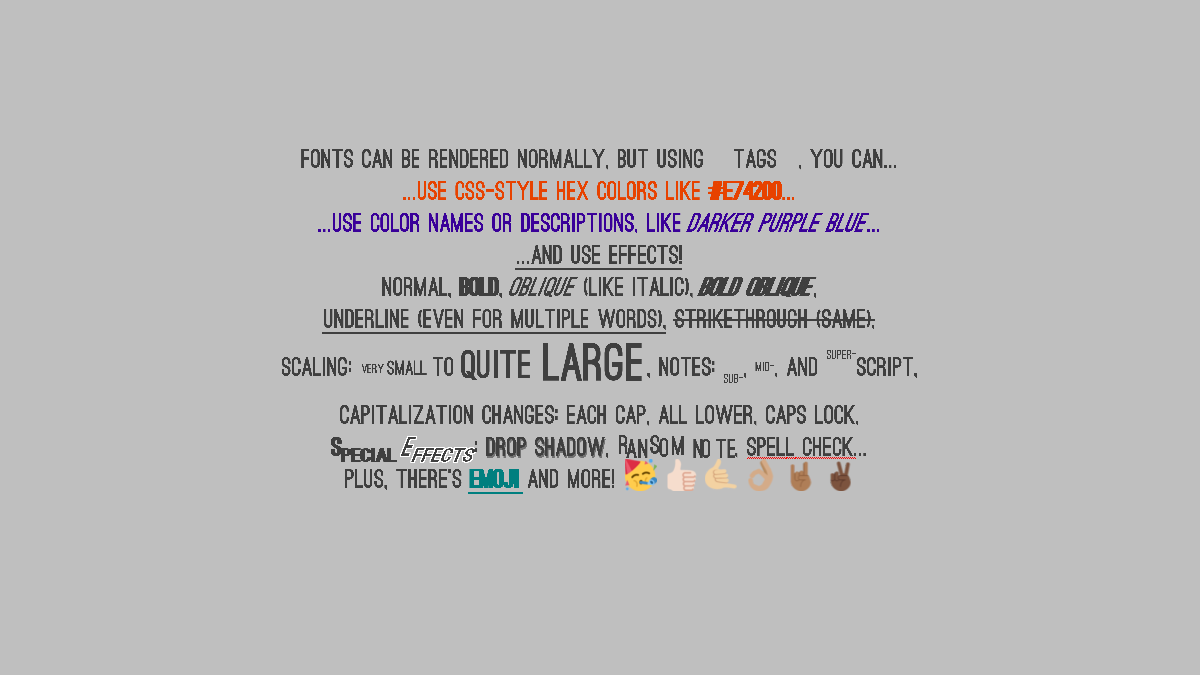 FONTS CAN BE RENDERED NORMALLY, BUT USING TAGS , YOU CAN...
...USE CSS-STYLE HEX COLORS LIKE #E74200...
...USE COLOR NAMES OR DESCRIPTIONS, LIKE DARKER PURPLE BLUE...
...AND USE EFFECTS!
NORMAL, BOLD, OBLIQUE (LIKE ITALIC), BOLD OBLIQUE,
UNDERLINE (EVEN FOR MULTIPLE WORDS), STRIKETHROUGH (SAME),
SCALING: VERY SMALL TO QUITE LARGE, NOTES: SUB-, MID-, AND SUPER-SCRIPT,
CAPITALIZATION CHANGES: EACH CAP, ALL LOWER, CAPS LOCK,
SPECIAL EFFECTS: DROP SHADOW, RANSOM NOTE, SPELL CHECK...
PLUS, THERE'S EMOJI AND MORE! 🥳👍🏻🤙🏼👌🏽🤘🏾✌🏿